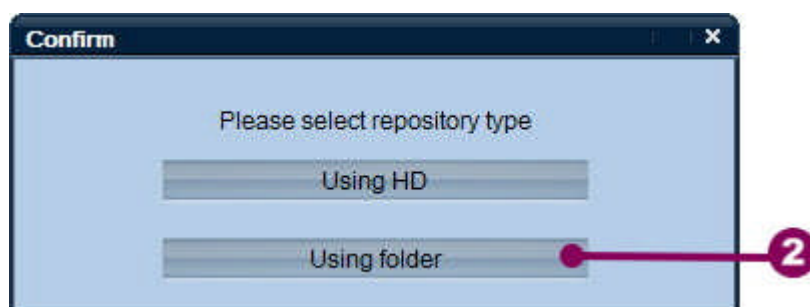 Confirm
Please select repository type
Using HD
Using folder
2